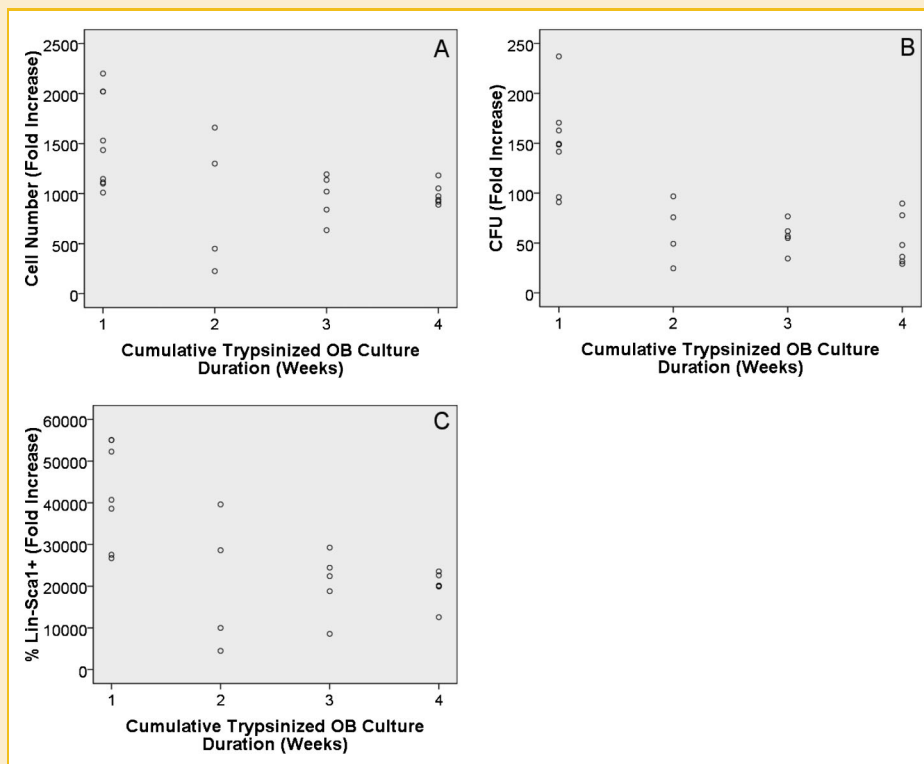 A
Cell Number (Fold Increase)
2500
2000
1500
1000
500
0
1 2 3 4
Cumulative Trypsinized OB Culture
Duration (Weeks)
B
CFU (Fold Increase)
250
200
150
100
50
0
1 2 3 4
Cumulative Trypsinized OB Culture
Duration (Weeks)
C
% Lin-Sca1+ (Fold Increase)
60000
50000
40000
30000
20000
10000
0
1 2 3 4
Cumulative Trypsinized OB Culture
Duration (Weeks)